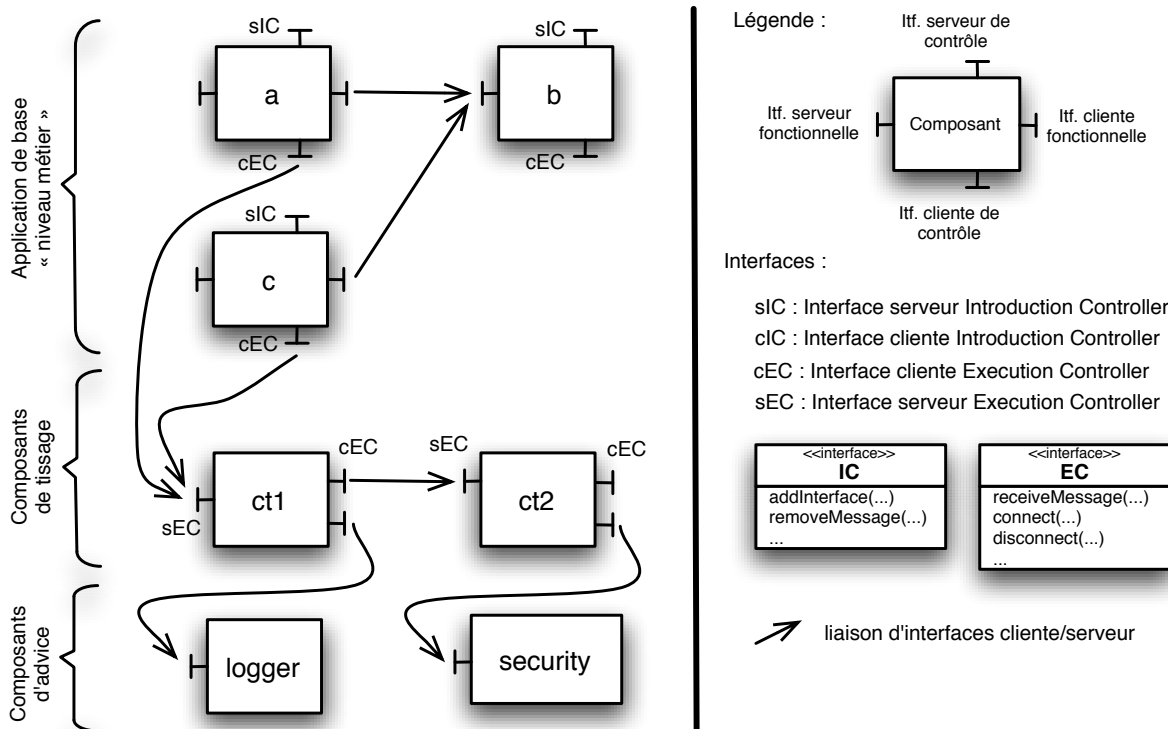 Application de base
« niveau métier »
sIC
a
cEC
sIC
b
cEC
sIC
c
cEC
Composants
de tissage
sEC
ct1
cEC
sEC
ct2
cEC
Composants
d'advice
logger
security
Légende :
Itf. serveur de
contrôle
Itf. serveur
fonctionnelle
Composant
Itf. cliente
fonctionnelle
Itf. cliente de
contrôle
Interfaces :
sIC : Interface serveur Introduction Controller
cIC : Interface cliente Introduction Controller
cEC : Interface cliente Execution Controller
sEC : Interface serveur Execution Controller
<<interface>>
IC
addInterface(...)
removeMessage(...)
...
<<interface>>
EC
receiveMessage(...)
connect(...)
disconnect(...)
...
liaison d'interfaces cliente/serveur